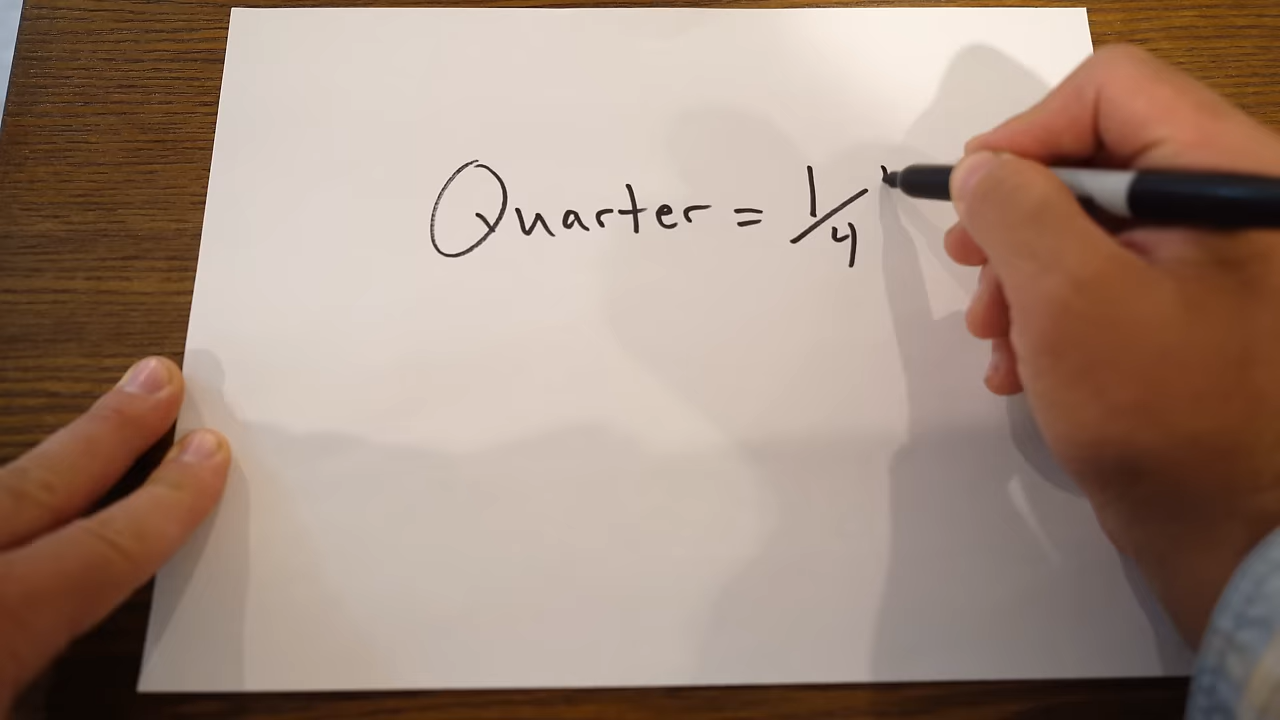 Quarter = 1/4"